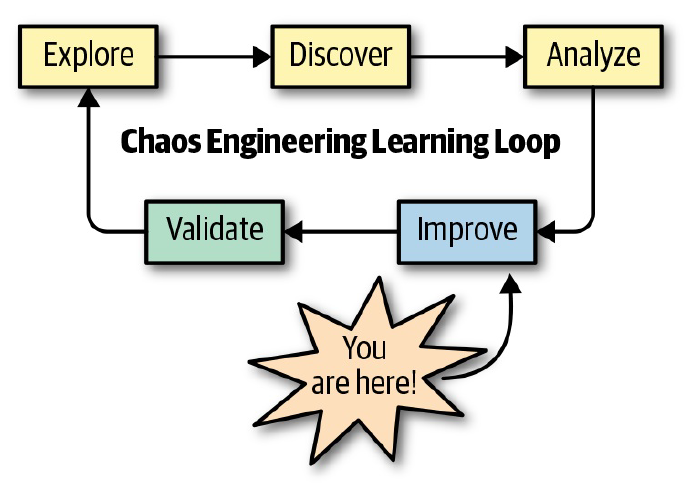 Explore
Discover
Analyze
Chaos Engineering Learning Loop
Validate
Improve
You
are here!